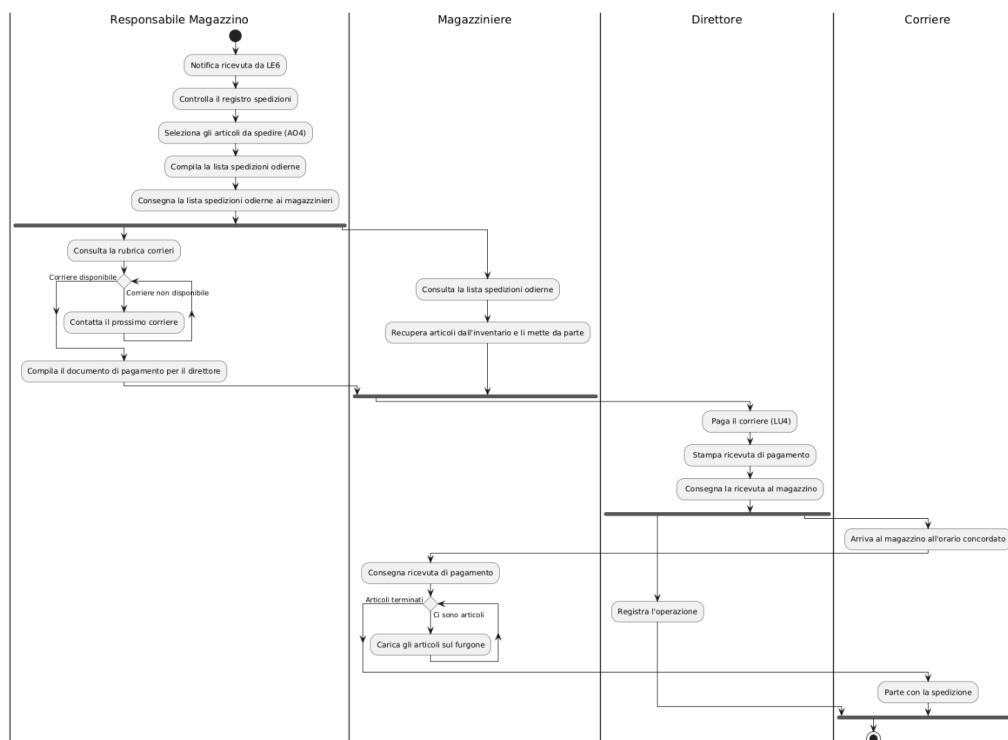 Responsabile Magazzino
Magazziniere
Direttore
Corriere
Notifica ricevuta da LE6
Controlla il registro spedizioni
Seleziona gli articoli da spedire (AO4)
Compila la lista spedizioni odierne
Consegna la lista spedizioni odierne ai magazzinieri
Consulta la rubrica corrieri
Corriere disponibile
Corriere non disponibile
Contatta il prossimo corriere
Compila il documento di pagamento per il direttore
Consulta la lista spedizioni odierne
Recupera articoli dall'inventario e li mette da parte
Paga il corriere (LU4)
Stampa ricevuta di pagamento
Consegna la ricevuta al magazzino
Arriva al magazzino all'orario concordato
Consegna ricevuta di pagamento
Articoli terminati
Ci sono articoli
Carica gli articoli sul furgone
Registra l'operazione
Parte con la spedizione